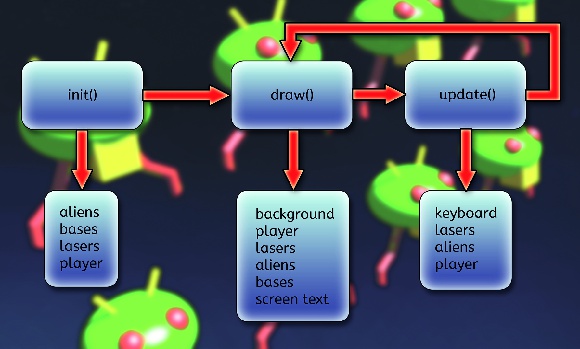 init()
draw()
update()
aliens
bases
lasers
player
background
player
lasers
aliens
bases
screen text
keyboard
lasers
aliens
player